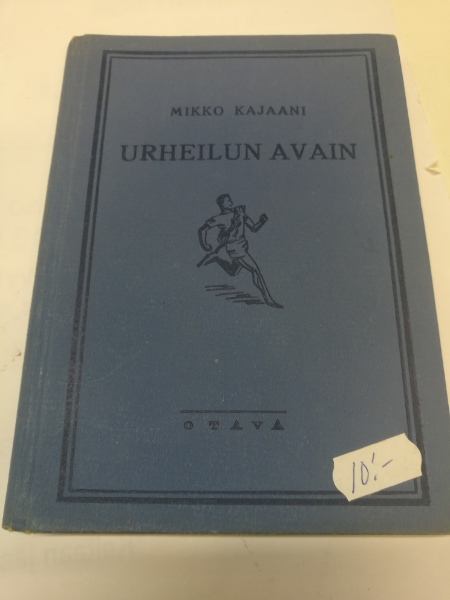 MIKKO KAJAANI
URHEILUN AVAIN
OTAVA
10:-